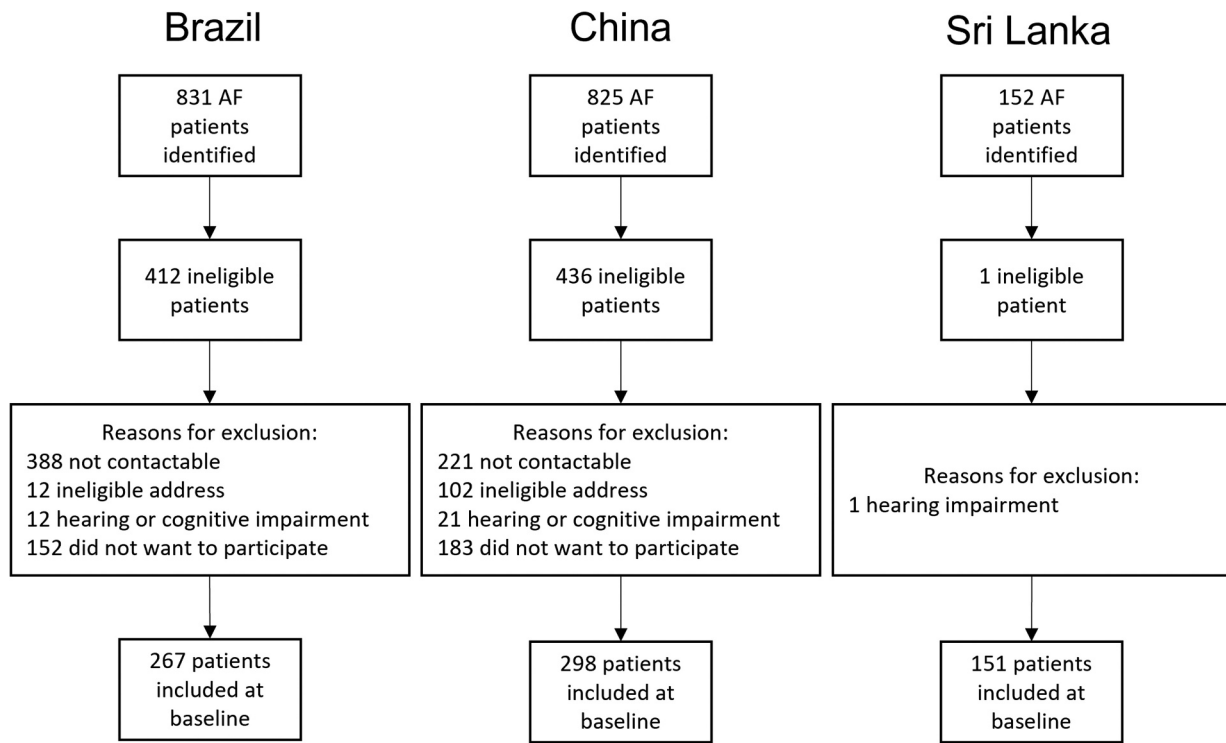 Brazil
831 AF
patients
identified
412 ineligible
patients
Reasons for exclusion:
388 not contactable
12 ineligible address
12 hearing or cognitive impairment
152 did not want to participate
267 patients
included at
baseline
China
825 AF
patients
identified
436 ineligible
patients
Reasons for exclusion:
221 not contactable
102 ineligible address
21 hearing or cognitive impairment
183 did not want to participate
298 patients
included at
baseline
Sri Lanka
152 AF
patients
identified
1 ineligible
patient
Reasons for exclusion:
1 hearing impairment
151 patients
included at
baseline